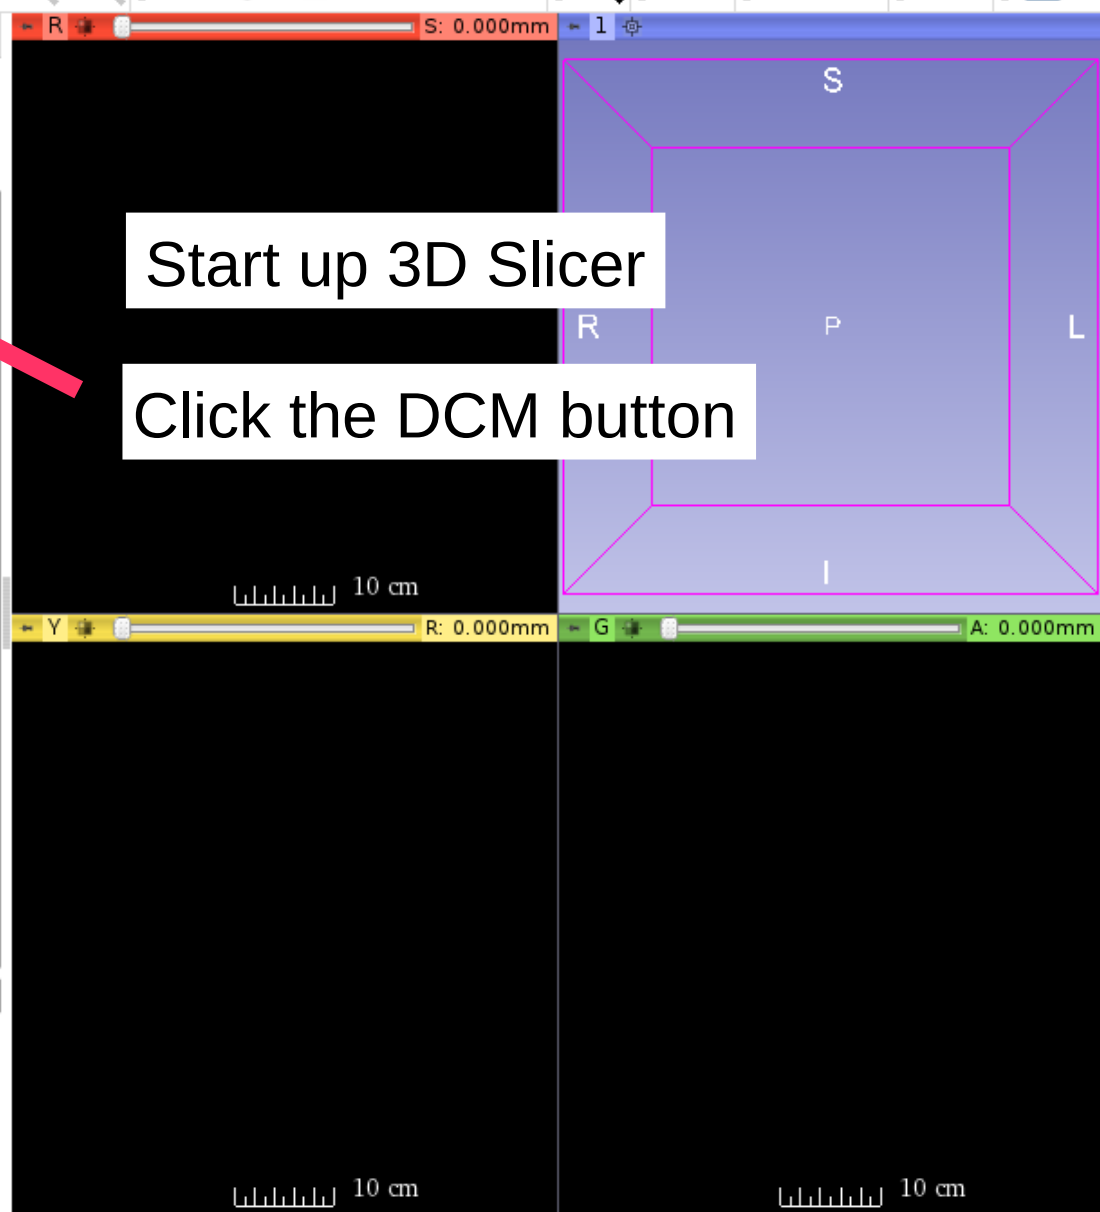 R S: 0.000mm
1
S
Start up 3D Slicer
R P L
Click the DCM button
I
10 cm
Y R: 0.000mm
G A: 0.000mm
10 cm
10 cm